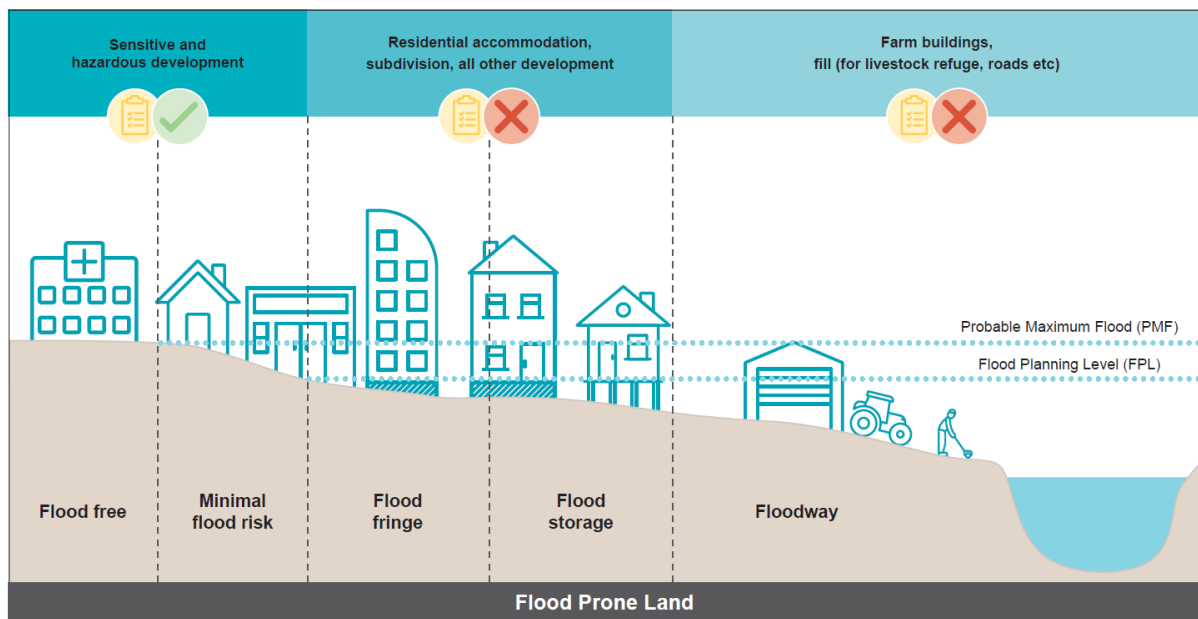 Sensitive and
hazardous development
Residential accommodation,
subdivision, all other development
Farm buildings,
fill (for livestock refuge, roads etc)
Probable Maximum Flood (PMF)
Flood Planning Level (FPL)
Flood free
Minimal
flood risk
Flood
fringe
Flood
storage
Floodway
Flood Prone Land